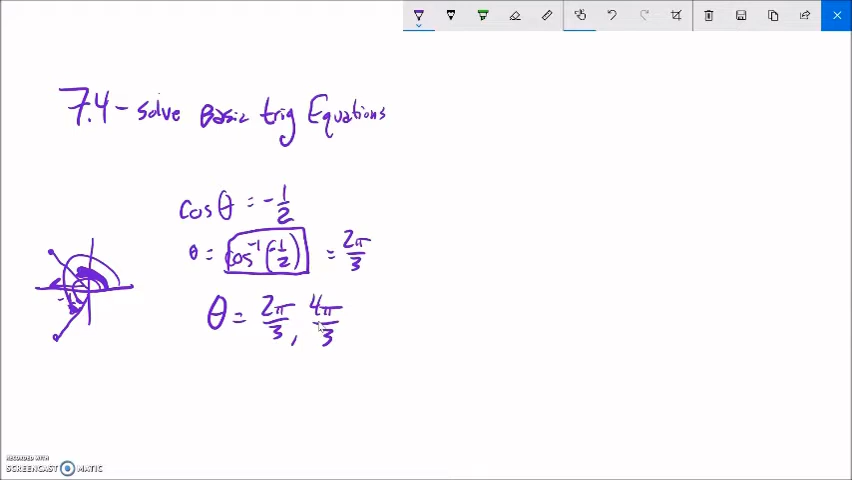 7.4 - Solve Basic trig Equations
cos θ = -1/2
θ = cos⁻¹(-1/2) = 2π/3
θ = 2π/3, 4π/3
RECORDED WITH
SCREENCAST MATIC